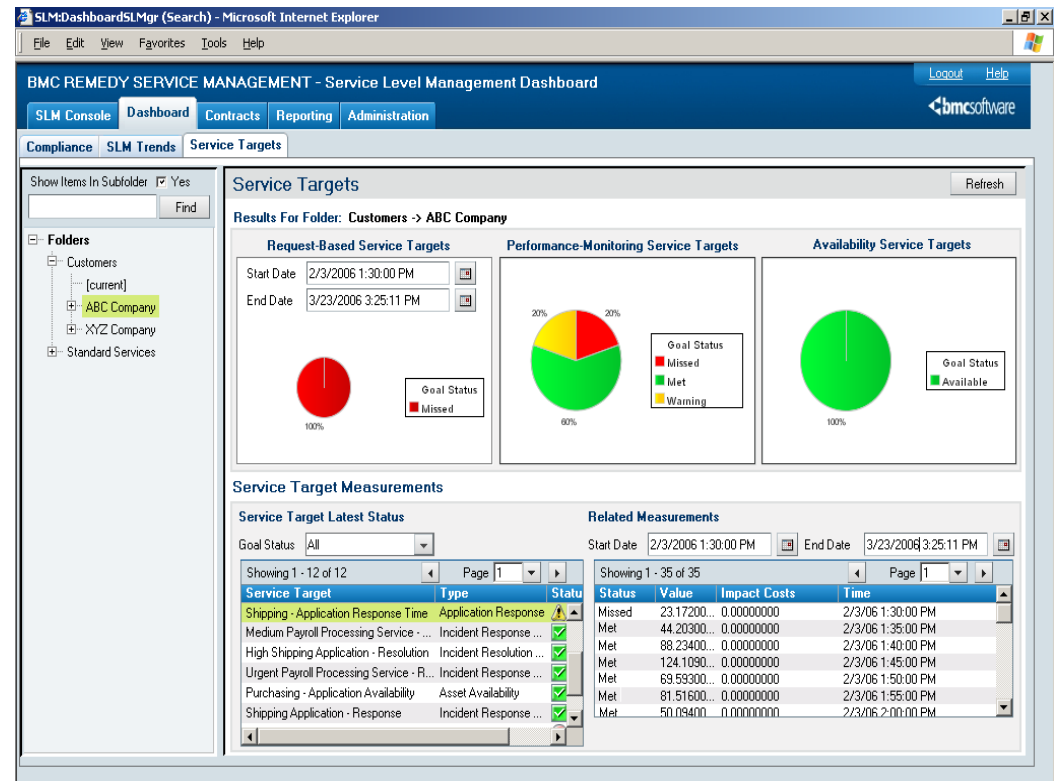 SLM:DashboardSLMgr (Search) - Microsoft Internet Explorer
File Edit View Favorites Tools Help
BMC REMEDY SERVICE MANAGEMENT - Service Level Management Dashboard
Logout Help
SLM Console Dashboard Contracts Reporting Administration
bmcsoftware
Compliance SLM Trends Service Targets
Show Items In Subfolder Yes
Find
Folders
Customers
[current]
ABC Company
XYZ Company
Standard Services
Service Targets
Refresh
Results For Folder: Customers -> ABC Company
Request-Based Service Targets
Start Date 2/3/2006 1:30:00 PM
End Date 3/23/2006 3:25:11 PM
Goal Status
Missed
100%
Performance-Monitoring Service Targets
20% 20%
Goal Status
Missed
Met
Warning
60%
Availability Service Targets
Goal Status
Available
100%
Service Target Measurements
Service Target Latest Status
Goal Status All
Showing 1 - 12 of 12 Page 1
Service Target Type Statu
Shipping - Application Response Time Application Response
Medium Payroll Processing Service - ... Incident Response ...
High Shipping Application - Resolution Incident Resolution ...
Urgent Payroll Processing Service - R... Incident Response ...
Purchasing - Application Availability Asset Availability
Shipping Application - Response Incident Response ...
Related Measurements
Start Date 2/3/2006 1:30:00 PM End Date 3/23/2006 3:25:11 PM
Showing 1 - 35 of 35 Page 1
Status Value Impact Costs Time
Missed 23.17200... 0.00000000 2/3/06 1:30:00 PM
Met 44.20300... 0.00000000 2/3/06 1:35:00 PM
Met 88.23400... 0.00000000 2/3/06 1:40:00 PM
Met 124.1090... 0.00000000 2/3/06 1:45:00 PM
Met 69.59300... 0.00000000 2/3/06 1:50:00 PM
Met 81.51600... 0.00000000 2/3/06 1:55:00 PM
Met 50.09400... 0.00000000 2/3/06 2:00:00 PM